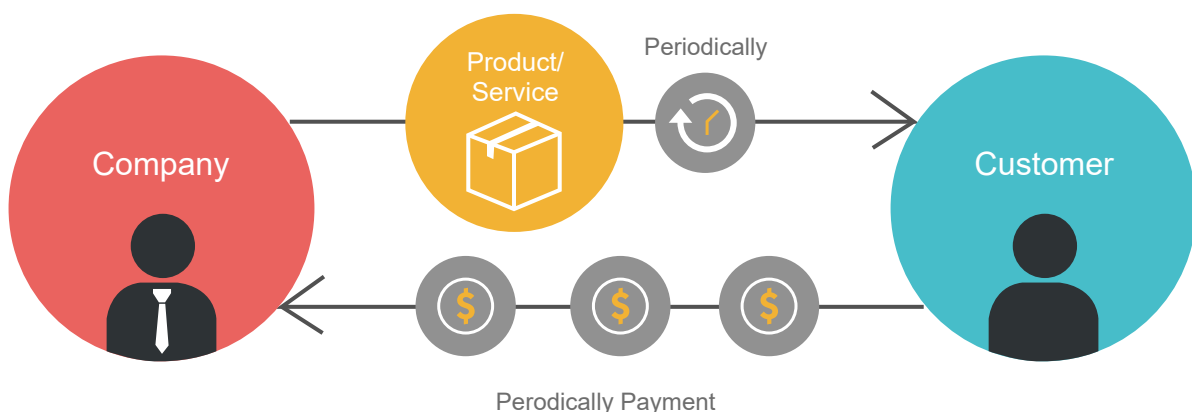 Periodically
Product/
Service
Company
Customer
$ $ $
Perodically Payment